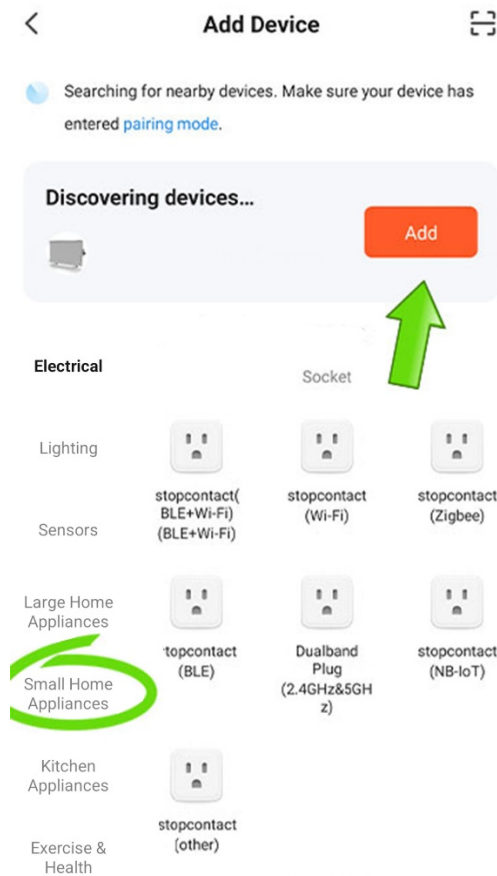 Add Device
Searching for nearby devices. Make sure your device has
entered pairing mode.
Discovering devices...
Add
Electrical
Socket
Lighting
stopcontact(
BLE+Wi-Fi)
(BLE+Wi-Fi)
stopcontact
(Wi-Fi)
stopcontact
(Zigbee)
Sensors
Large Home
Appliances
topcontact
(BLE)
Dualband
Plug
(2.4GHz&5GH
z)
stopcontact
(NB-IoT)
Small Home
Appliances
Kitchen
Appliances
stopcontact
(other)
Exercise &
Health